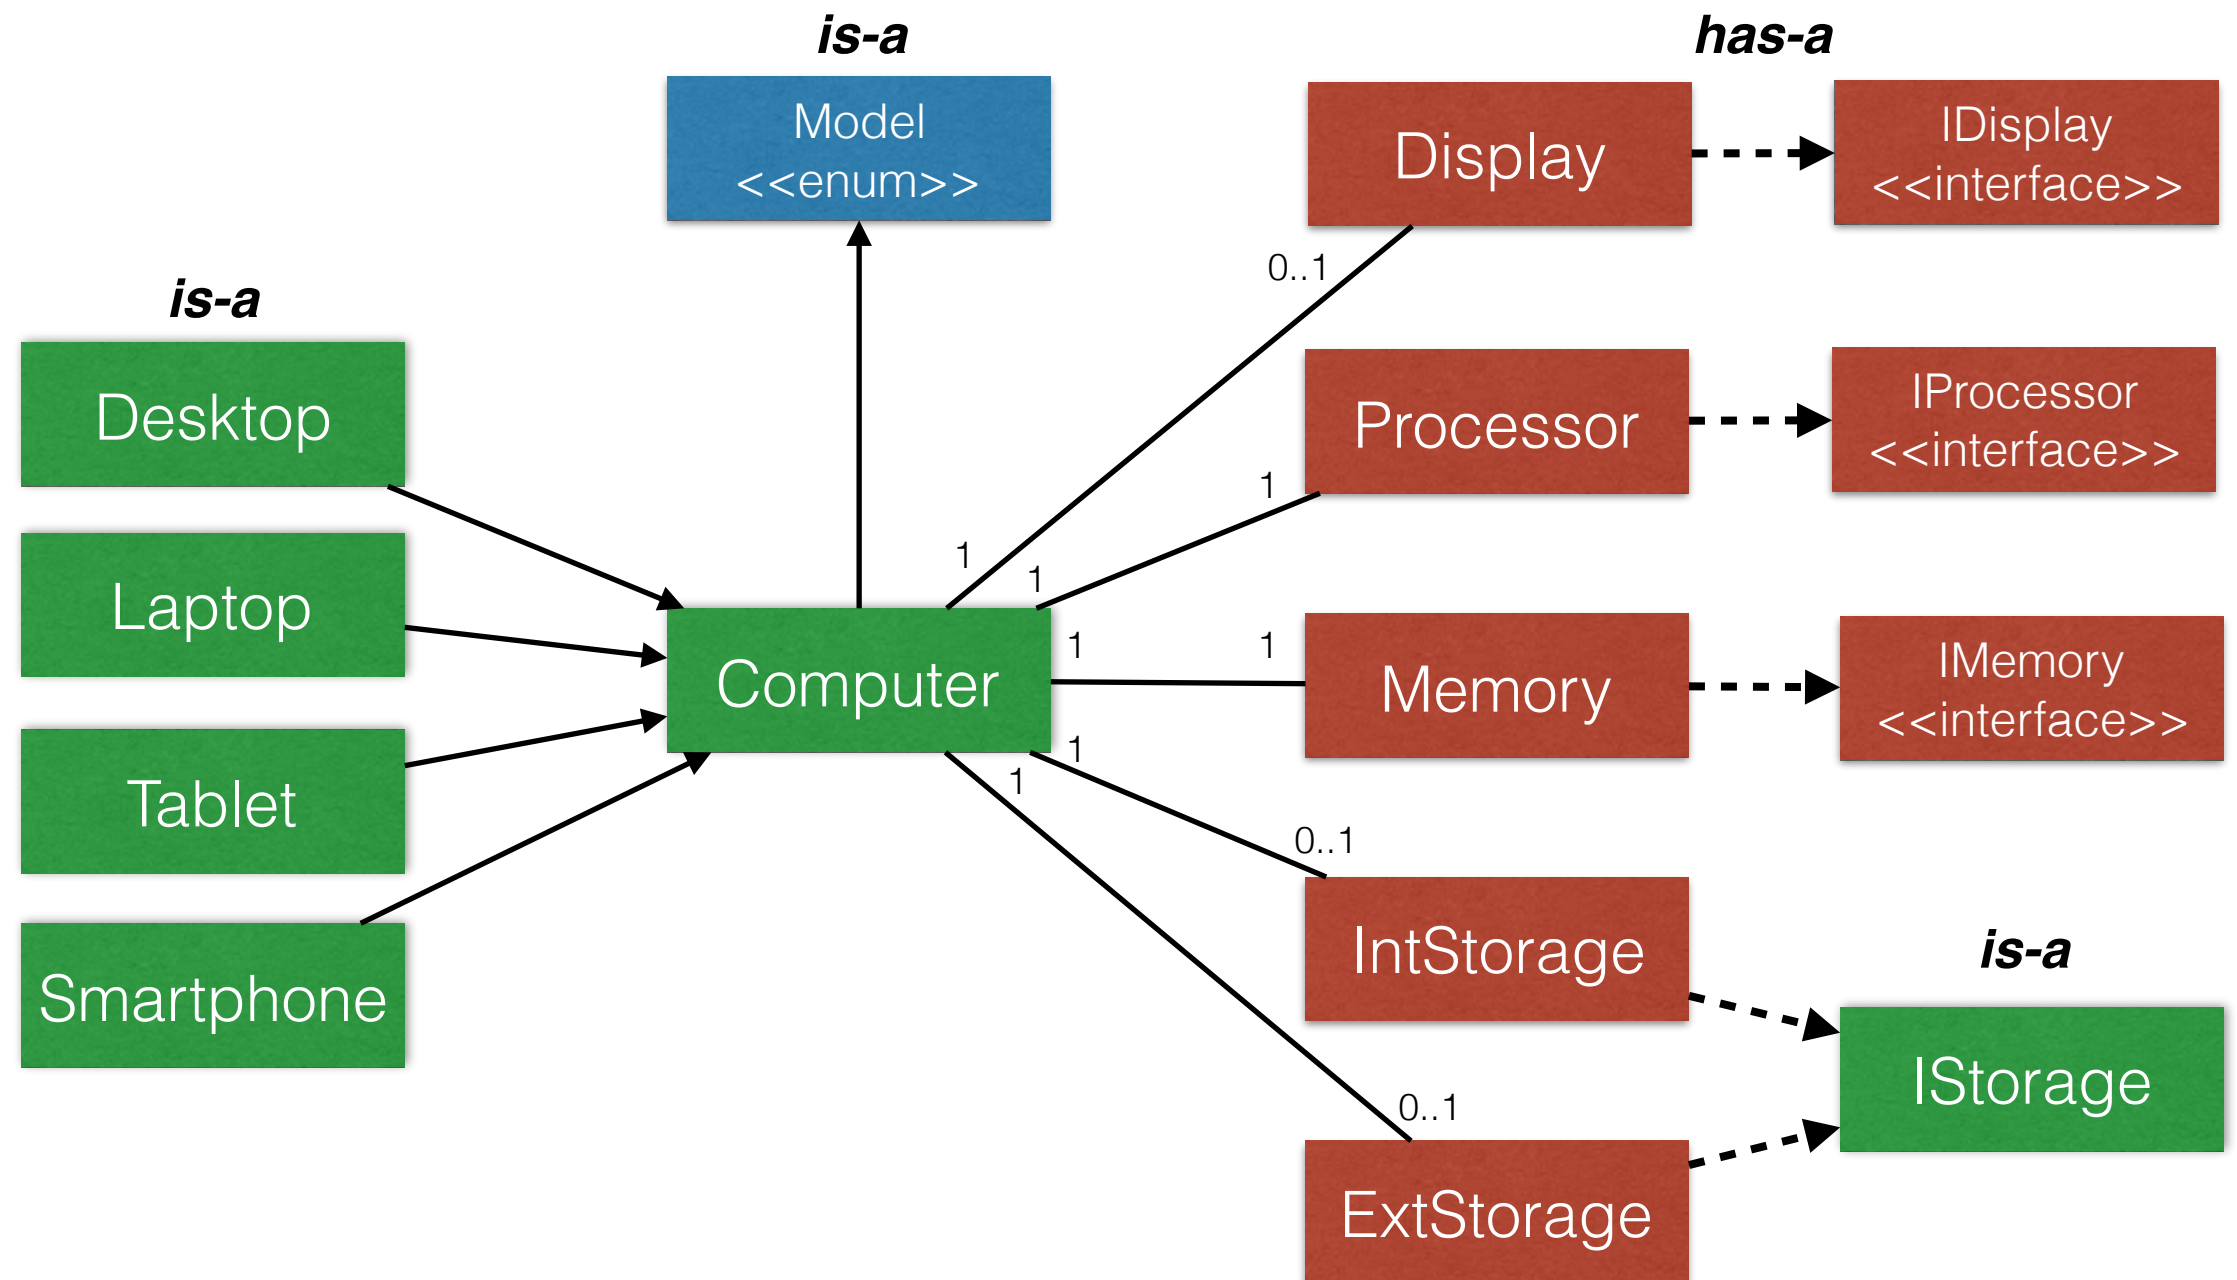 is-a
has-a
Model
<<enum>>
Display
IDisplay
<<interface>>
0..1
is-a
Desktop
Processor
IProcessor
<<interface>>
1
1
1
Laptop
Computer
1
1
Memory
IMemory
<<interface>>
Tablet
1
1
0..1
Smartphone
IntStorage
is-a
IStorage
0..1
ExtStorage